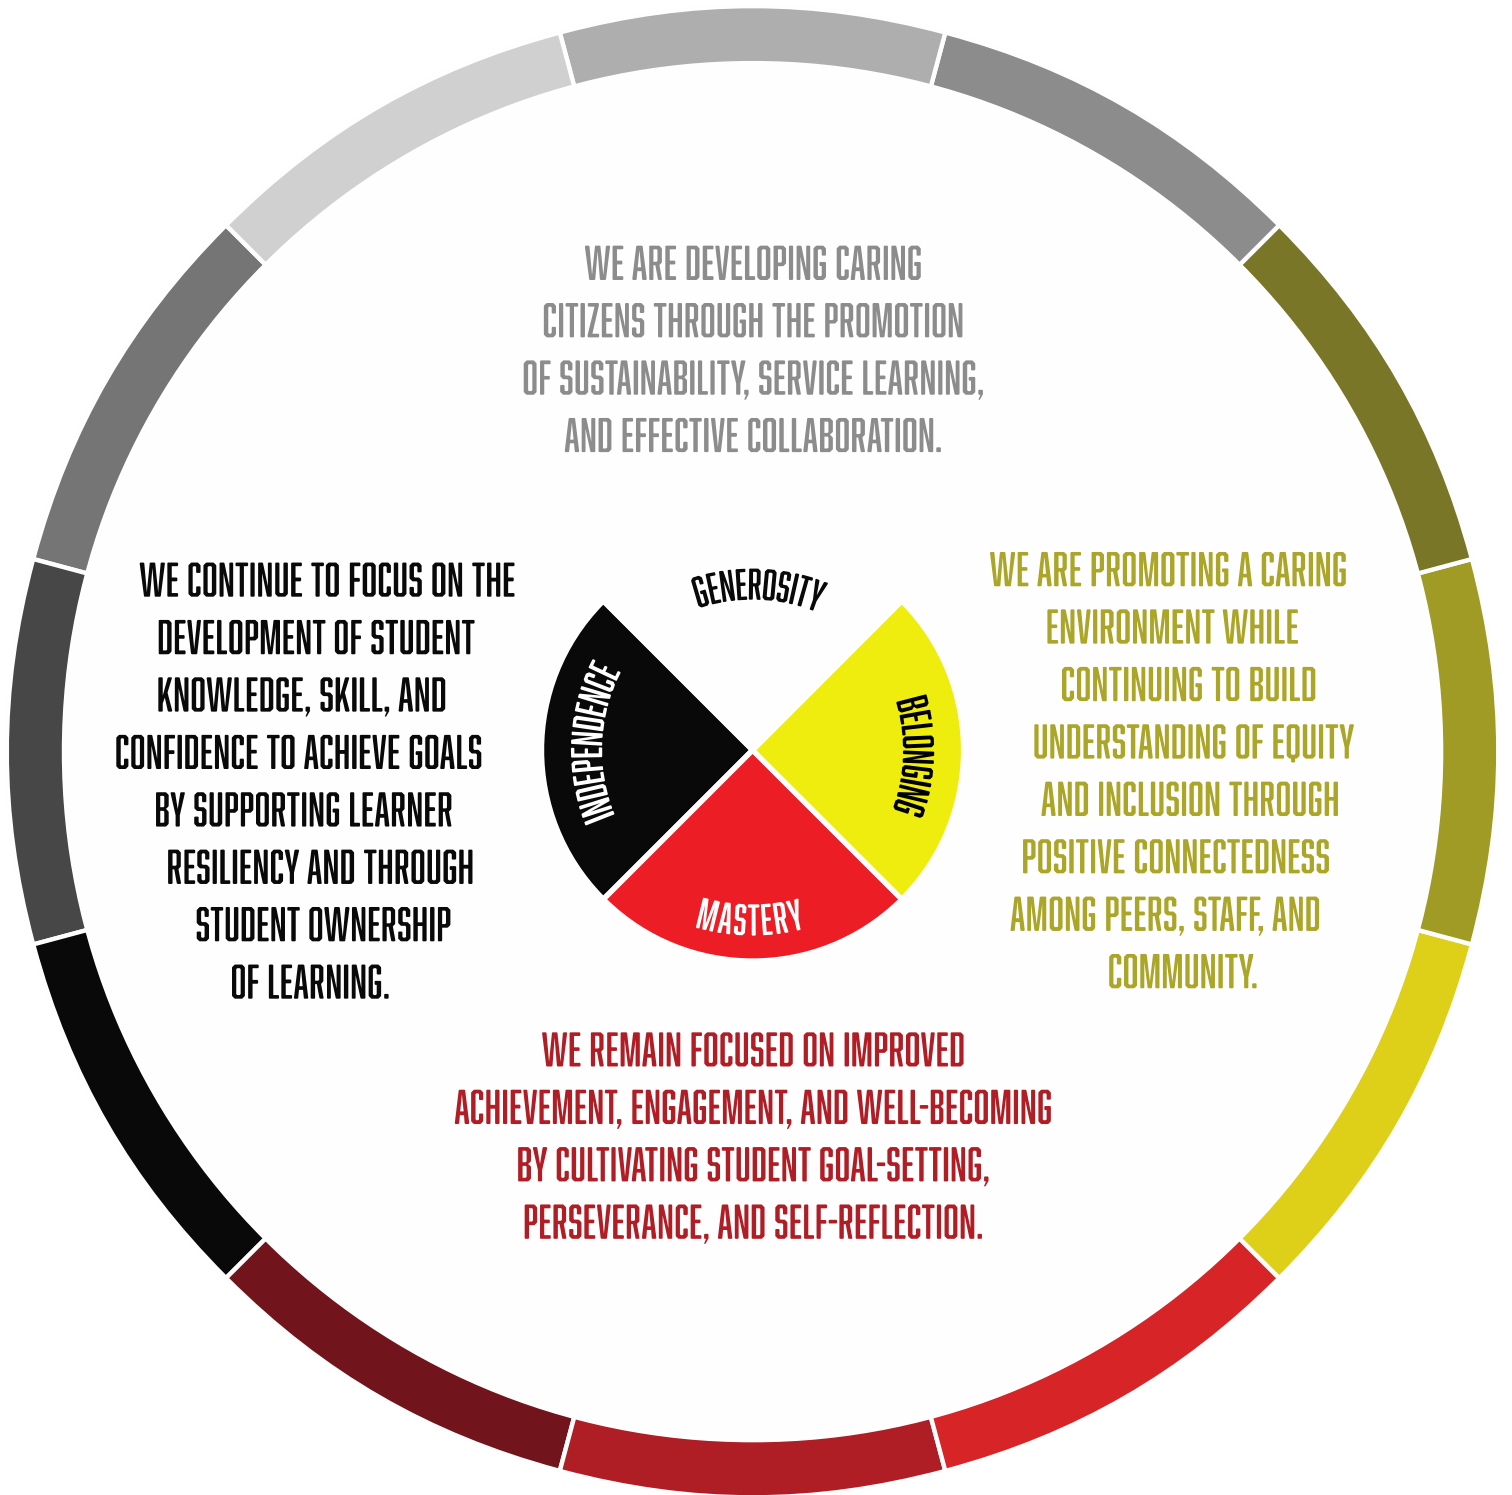 WE ARE DEVELOPING CARING
CITIZENS THROUGH THE PROMOTION
OF SUSTAINABILITY, SERVICE LEARNING,
AND EFFECTIVE COLLABORATION.
WE CONTINUE TO FOCUS ON THE
DEVELOPMENT OF STUDENT
KNOWLEDGE, SKILL, AND
CONFIDENCE TO ACHIEVE GOALS
BY SUPPORTING LEARNER
RESILIENCY AND THROUGH
STUDENT OWNERSHIP
OF LEARNING.
GENEROSITY
INDEPENDENCE
BELONGING
MASTERY
WE ARE PROMOTING A CARING
ENVIRONMENT WHILE
CONTINUING TO BUILD
UNDERSTANDING OF EQUITY
AND INCLUSION THROUGH
POSITIVE CONNECTEDNESS
AMONG PEERS, STAFF, AND
COMMUNITY.
WE REMAIN FOCUSED ON IMPROVED
ACHIEVEMENT, ENGAGEMENT, AND WELL-BECOMING
BY CULTIVATING STUDENT GOAL-SETTING,
PERSEVERANCE, AND SELF-REFLECTION.